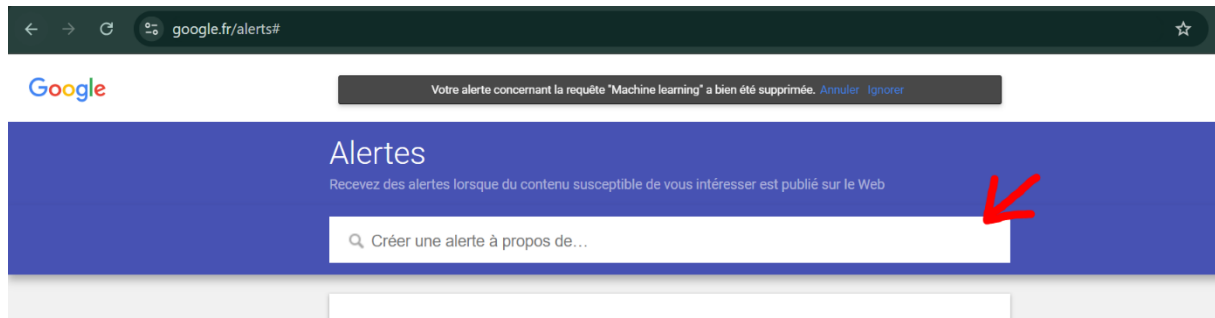 google.fr/alerts#
Google
Votre alerte concernant la requête "Machine learning" a bien été supprimée. Annuler Ignorer
Alertes
Recevez des alertes lorsque du contenu susceptible de vous intéresser est publié sur le Web
Créer une alerte à propos de…